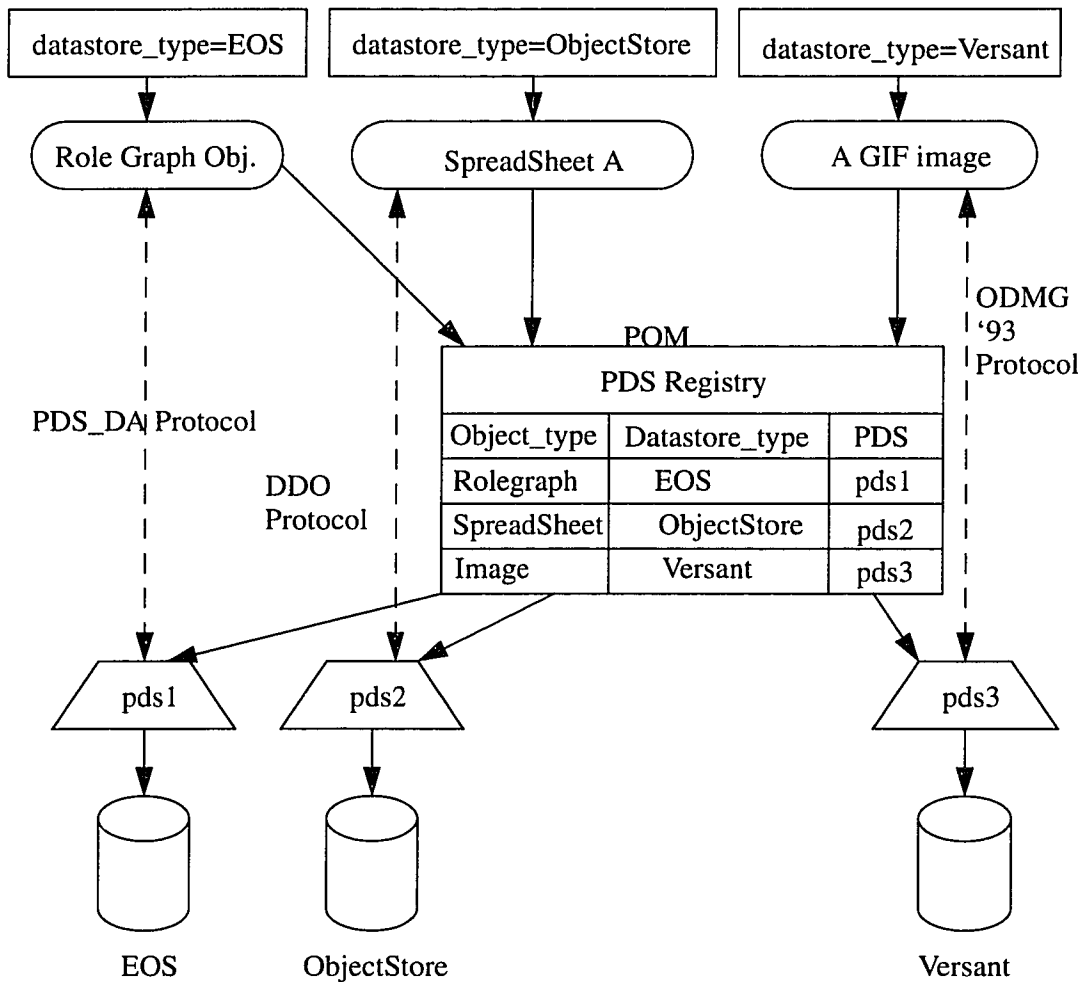 datastore_type=EOS
datastore_type=ObjectStore
datastore_type=Versant
Role Graph Obj.
SpreadSheet A
A GIF image
ODMG
‘93
Protocol
POM
PDS Registry
PDS_DA Protocol
Object_type Datastore_type PDS
Rolegraph EOS pds1
DDO
Protocol
SpreadSheet ObjectStore pds2
Image Versant pds3
pds1
pds2
pds3
EOS
ObjectStore
Versant